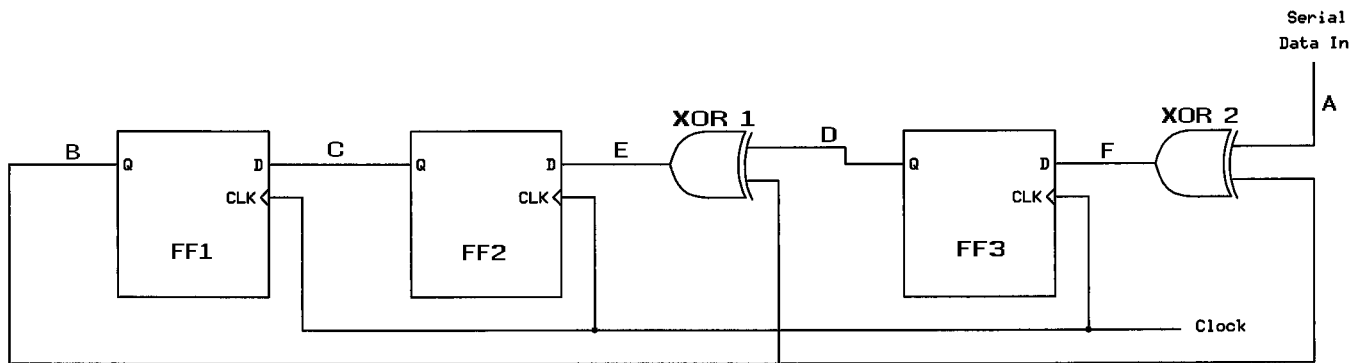 Serial
Data In
A
XOR 1
XOR 2
B
Q
D
C
Q
D
E
D
Q
D
F
CLK
CLK
CLK
FF1
FF2
FF3
Clock